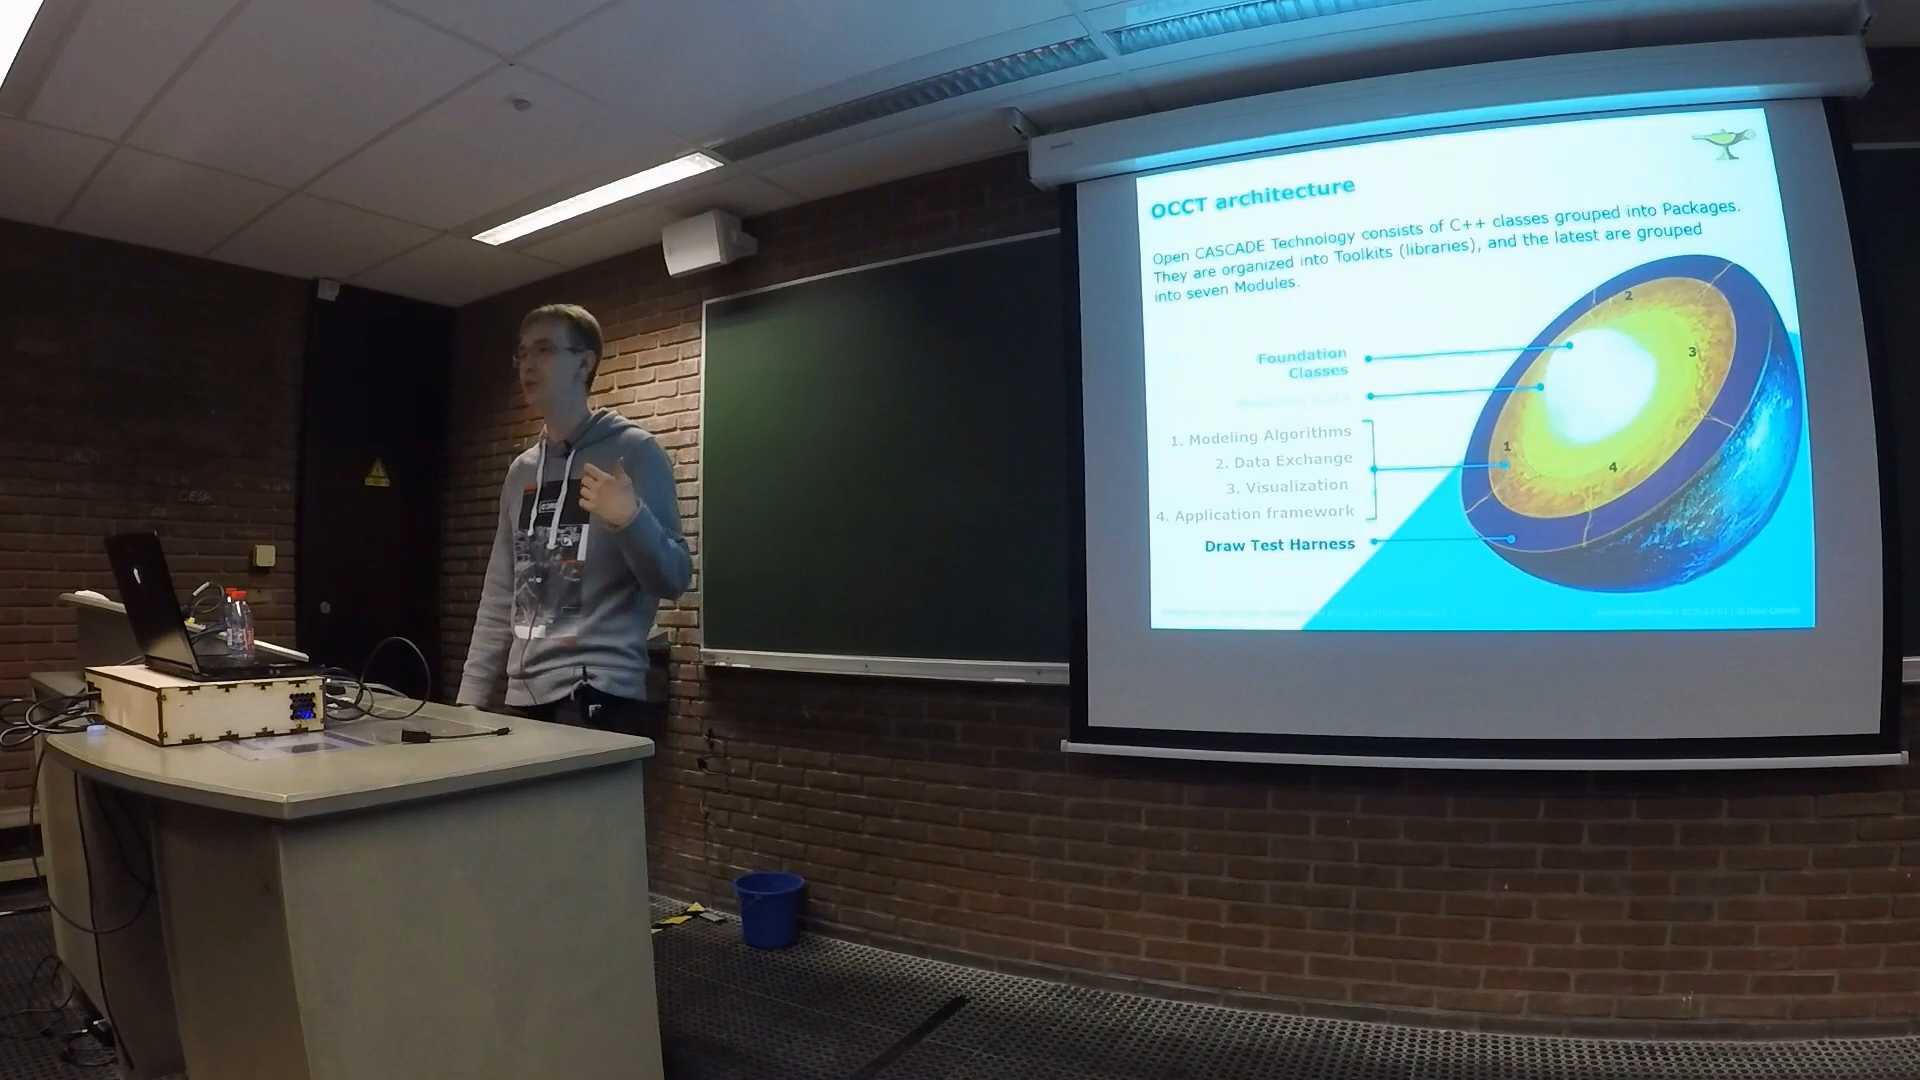 OCCT architecture
Open CASCADE Technology consists of C++ classes grouped into Packages.
They are organized into Toolkits (libraries), and the latest are grouped
into seven Modules.
Foundation
Classes
1. Modeling Algorithms
2. Data Exchange
3. Visualization
4. Application framework
Draw Test Harness
2
3
1
4
CESA